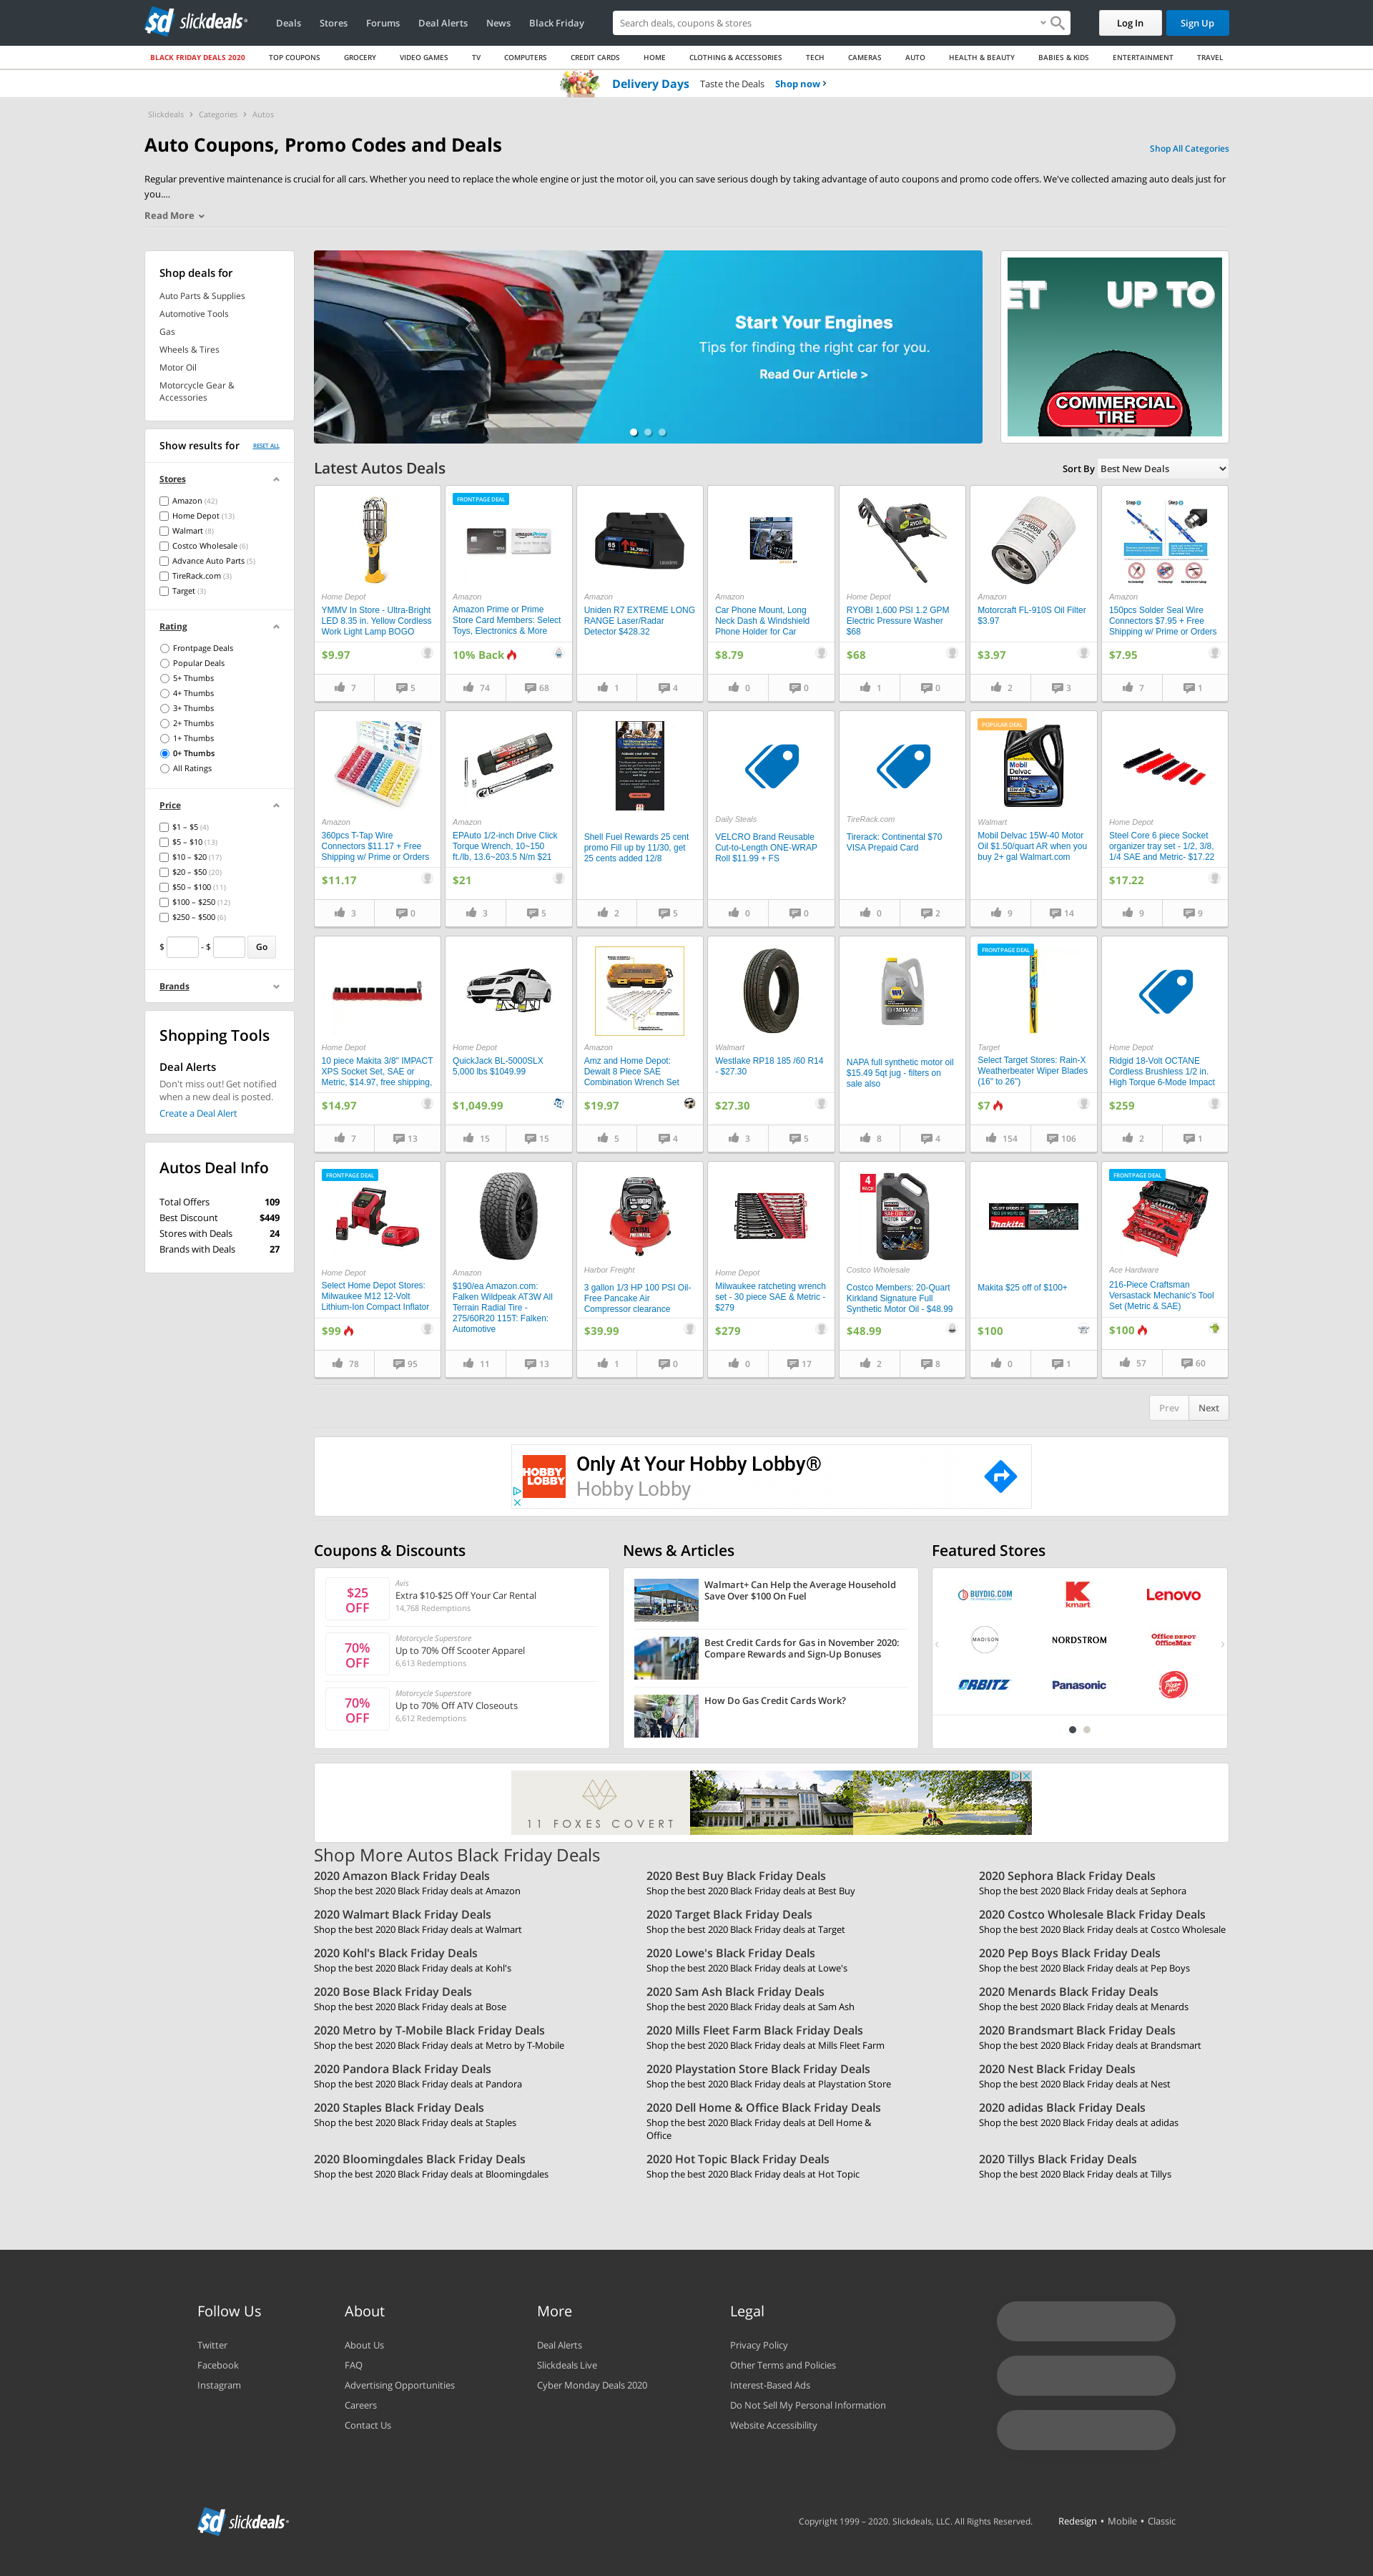 slickdeals
Deals Stores Forums Deal Alerts News Black Friday
Search deals, coupons & stores
Log In Sign Up
BLACK FRIDAY DEALS 2020 TOP COUPONS GROCERY VIDEO GAMES TV COMPUTERS CREDIT CARDS HOME CLOTHING & ACCESSORIES TECH CAMERAS AUTO HEALTH & BEAUTY BABIES & KIDS ENTERTAINMENT TRAVEL
Delivery Days Taste the Deals Shop now ›
Slickdeals › Categories › Autos
Auto Coupons, Promo Codes and Deals
Shop All Categories
Regular preventive maintenance is crucial for all cars. Whether you need to replace the whole engine or just the motor oil, you can save serious dough by taking advantage of auto coupons and promo code offers. We've collected amazing auto deals just for
you....
Read More
Shop deals for
Auto Parts & Supplies
Automotive Tools
Gas
Wheels & Tires
Motor Oil
Motorcycle Gear &
Accessories
Show results for RESET ALL
Stores
Amazon (42)
Home Depot (13)
Walmart (8)
Costco Wholesale (6)
Advance Auto Parts (5)
TireRack.com (3)
Target (3)
Rating
Frontpage Deals
Popular Deals
5+ Thumbs
4+ Thumbs
3+ Thumbs
2+ Thumbs
1+ Thumbs
0+ Thumbs
All Ratings
Price
$1 – $5 (4)
$5 – $10 (13)
$10 – $20 (17)
$20 – $50 (20)
$50 – $100 (11)
$100 – $250 (12)
$250 – $500 (6)
$ - $ Go
Brands
Shopping Tools
Deal Alerts
Don't miss out! Get notified
when a new deal is posted.
Create a Deal Alert
Autos Deal Info
Total Offers 109
Best Discount $449
Stores with Deals 24
Brands with Deals 27
Start Your Engines
Tips for finding the right car for you.
Read Our Article >
ET UP TO
COMMERCIAL
TIRE
Latest Autos Deals
Sort By Best New Deals
Home Depot
YMMV In Store - Ultra-Bright
LED 8.35 in. Yellow Cordless
Work Light Lamp BOGO
$9.97
7 5
FRONTPAGE DEAL
Amazon
Amazon Prime or Prime
Store Card Members: Select
Toys, Electronics & More
10% Back
74 68
Amazon
Uniden R7 EXTREME LONG
RANGE Laser/Radar
Detector $428.32
1 4
Amazon
Car Phone Mount, Long
Neck Dash & Windshield
Phone Holder for Car
$8.79
0 0
Home Depot
RYOBI 1,600 PSI 1.2 GPM
Electric Pressure Washer
$68
$68
1 0
Amazon
Motorcraft FL-910S Oil Filter
$3.97
$3.97
2 3
Amazon
150pcs Solder Seal Wire
Connectors $7.95 + Free
Shipping w/ Prime or Orders
$7.95
7 1
Amazon
360pcs T-Tap Wire
Connectors $11.17 + Free
Shipping w/ Prime or Orders
$11.17
3 0
Amazon
EPAuto 1/2-inch Drive Click
Torque Wrench, 10~150
ft./lb, 13.6~203.5 N/m $21
$21
3 5
Shell Fuel Rewards 25 cent
promo Fill up by 11/30, get
25 cents added 12/8
2 5
Daily Steals
VELCRO Brand Reusable
Cut-to-Length ONE-WRAP
Roll $11.99 + FS
0 0
TireRack.com
Tirerack: Continental $70
VISA Prepaid Card
0 2
POPULAR DEAL
Mobil
Delvac
Walmart
Mobil Delvac 15W-40 Motor
Oil $1.50/quart AR when you
buy 2+ gal Walmart.com
9 14
Home Depot
Steel Core 6 piece Socket
organizer tray set - 1/2, 3/8,
1/4 SAE and Metric- $17.22
$17.22
9 9
Home Depot
10 piece Makita 3/8" IMPACT
XPS Socket Set, SAE or
Metric, $14.97, free shipping,
$14.97
7 13
Home Depot
QuickJack BL-5000SLX
5,000 lbs $1049.99
$1,049.99
15 15
Amazon
Amz and Home Depot:
Dewalt 8 Piece SAE
Combination Wrench Set
$19.97
5 4
Walmart
Westlake RP18 185 /60 R14
- $27.30
$27.30
3 5
NAPA full synthetic motor oil
$15.49 5qt jug - filters on
sale also
8 4
FRONTPAGE DEAL
Target
Select Target Stores: Rain-X
Weatherbeater Wiper Blades
(16" to 26")
$7
154 106
Home Depot
Ridgid 18-Volt OCTANE
Cordless Brushless 1/2 in.
High Torque 6-Mode Impact
$259
2 1
FRONTPAGE DEAL
Home Depot
Select Home Depot Stores:
Milwaukee M12 12-Volt
Lithium-Ion Compact Inflator
$99
78 95
Amazon
$190/ea Amazon.com:
Falken Wildpeak AT3W All
Terrain Radial Tire -
275/60R20 115T: Falken:
Automotive
11 13
Harbor Freight
3 gallon 1/3 HP 100 PSI Oil-
Free Pancake Air
Compressor clearance
$39.99
1 0
Home Depot
Milwaukee ratcheting wrench
set - 30 piece SAE & Metric -
$279
$279
0 17
4
PACK
Costco Wholesale
Costco Members: 20-Quart
Kirkland Signature Full
Synthetic Motor Oil - $48.99
$48.99
2 8
makita
Makita $25 off of $100+
$100
0 1
FRONTPAGE DEAL
Ace Hardware
216-Piece Craftsman
Versastack Mechanic's Tool
Set (Metric & SAE)
$100
57 60
Prev Next
HOBBY
LOBBY
Only At Your Hobby Lobby®
Hobby Lobby
Coupons & Discounts
$25
OFF
Avis
Extra $10-$25 Off Your Car Rental
14,768 Redemptions
70%
OFF
Motorcycle Superstore
Up to 70% Off Scooter Apparel
6,613 Redemptions
70%
OFF
Motorcycle Superstore
Up to 70% Off ATV Closeouts
6,612 Redemptions
News & Articles
Walmart+ Can Help the Average Household
Save Over $100 On Fuel
Best Credit Cards for Gas in November 2020:
Compare Rewards and Sign-Up Bonuses
How Do Gas Credit Cards Work?
Featured Stores
BUYDIG.COM kmart Lenovo
MADISON NORDSTROM Office DEPOT
OfficeMax
ORBITZ Panasonic
11 FOXES COVERT
Shop More Autos Black Friday Deals
2020 Amazon Black Friday Deals
Shop the best 2020 Black Friday deals at Amazon
2020 Best Buy Black Friday Deals
Shop the best 2020 Black Friday deals at Best Buy
2020 Sephora Black Friday Deals
Shop the best 2020 Black Friday deals at Sephora
2020 Walmart Black Friday Deals
Shop the best 2020 Black Friday deals at Walmart
2020 Target Black Friday Deals
Shop the best 2020 Black Friday deals at Target
2020 Costco Wholesale Black Friday Deals
Shop the best 2020 Black Friday deals at Costco Wholesale
2020 Kohl's Black Friday Deals
Shop the best 2020 Black Friday deals at Kohl's
2020 Lowe's Black Friday Deals
Shop the best 2020 Black Friday deals at Lowe's
2020 Pep Boys Black Friday Deals
Shop the best 2020 Black Friday deals at Pep Boys
2020 Bose Black Friday Deals
Shop the best 2020 Black Friday deals at Bose
2020 Sam Ash Black Friday Deals
Shop the best 2020 Black Friday deals at Sam Ash
2020 Menards Black Friday Deals
Shop the best 2020 Black Friday deals at Menards
2020 Metro by T-Mobile Black Friday Deals
Shop the best 2020 Black Friday deals at Metro by T-Mobile
2020 Mills Fleet Farm Black Friday Deals
Shop the best 2020 Black Friday deals at Mills Fleet Farm
2020 Brandsmart Black Friday Deals
Shop the best 2020 Black Friday deals at Brandsmart
2020 Pandora Black Friday Deals
Shop the best 2020 Black Friday deals at Pandora
2020 Playstation Store Black Friday Deals
Shop the best 2020 Black Friday deals at Playstation Store
2020 Nest Black Friday Deals
Shop the best 2020 Black Friday deals at Nest
2020 Staples Black Friday Deals
Shop the best 2020 Black Friday deals at Staples
2020 Dell Home & Office Black Friday Deals
Shop the best 2020 Black Friday deals at Dell Home &
Office
2020 adidas Black Friday Deals
Shop the best 2020 Black Friday deals at adidas
2020 Bloomingdales Black Friday Deals
Shop the best 2020 Black Friday deals at Bloomingdales
2020 Hot Topic Black Friday Deals
Shop the best 2020 Black Friday deals at Hot Topic
2020 Tillys Black Friday Deals
Shop the best 2020 Black Friday deals at Tillys
Follow Us
Twitter
Facebook
Instagram
About
About Us
FAQ
Advertising Opportunities
Careers
Contact Us
More
Deal Alerts
Slickdeals Live
Cyber Monday Deals 2020
Legal
Privacy Policy
Other Terms and Policies
Interest-Based Ads
Do Not Sell My Personal Information
Website Accessibility
slickdeals
Copyright 1999 – 2020. Slickdeals, LLC. All Rights Reserved. Redesign • Mobile • Classic